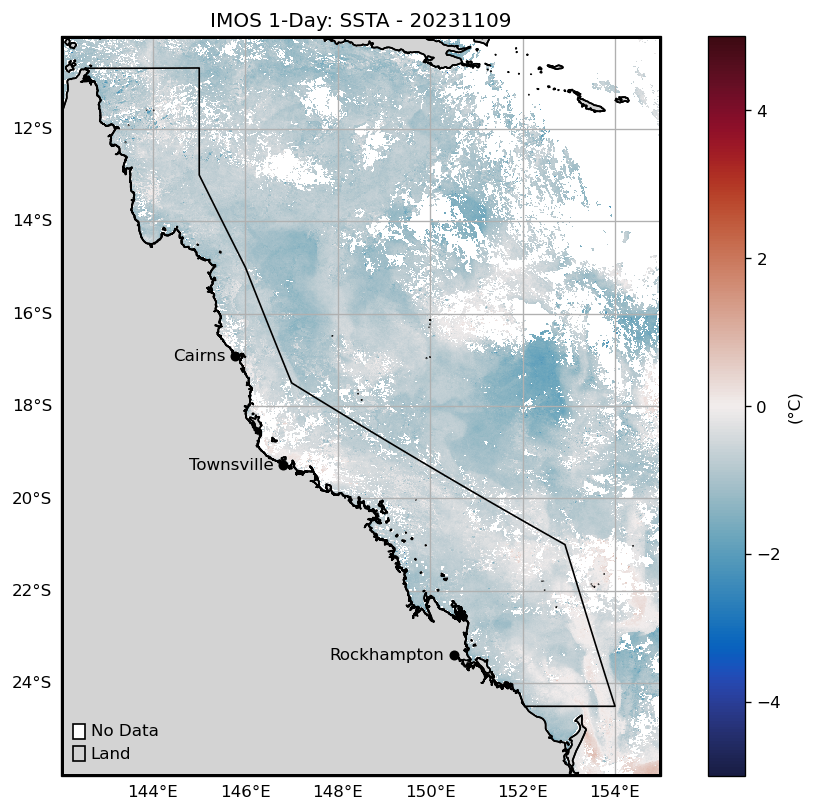 IMOS 1-Day: SSTA - 20231109
12°S
14°S
16°S
18°S
20°S
22°S
24°S
Cairns
Townsville
Rockhampton
No Data
Land
144°E 146°E 148°E 150°E 152°E 154°E
4
2
0
−2
−4
(°C)